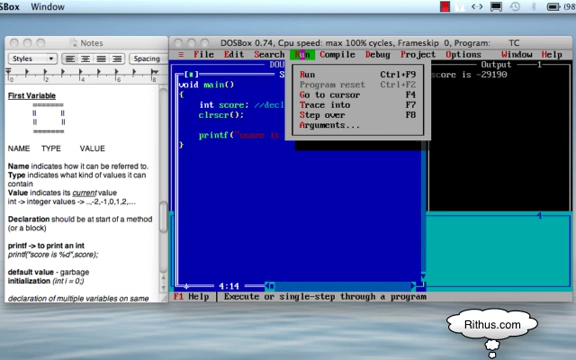 SBox Window
(98
Notes
Styles
Spacing
0 1 2
First Variable
=======
|| ||
|| ||
=======
NAME TYPE VALUE
Name indicates how it can be referred to.
Type indicates what kind of values it can
contain
Value indicates its current value
int -> integer values -> ..,-2,-1,0,1,2,...
Declaration should be at start of a method
(or a block)
printf -> to print an int
printf("score is %d",score);
default value - garbage
initialization (int i = 0;)
declaration of multiple variables on same
DOSBox 0.74, Cpu speed: max 100% cycles, Frameskip 0, Program: TC
≡ File Edit Search Run Compile Debug Project Options Window Help
DOU
[■] S
void main()
{
int score; //decl
clrscr();
printf("score is
}
4:14
Run Ctrl+F9
Program reset Ctrl+F2
Go to cursor F4
Trace into F7
Step over F8
Arguments...
Output 1
score is -29190
F1 Help | Execute or single-step through a program
Rithus.com